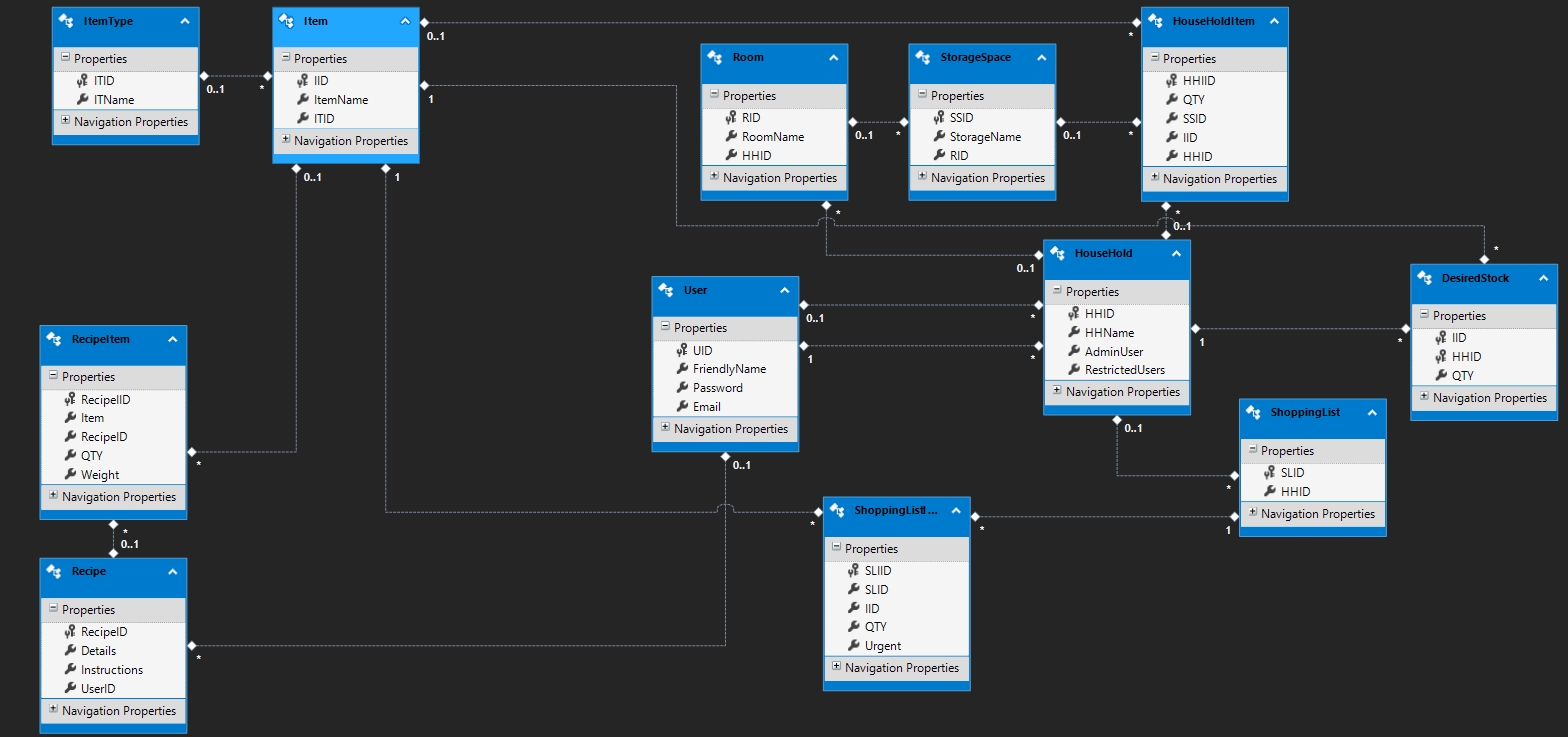 ItemType
Properties
ITID
ITName
Navigation Properties
0..1
*
Item
Properties
IID
ItemName
ITID
Navigation Properties
0..1
*
1
0..1
1
Room
Properties
RID
RoomName
HHID
Navigation Properties
0..1
*
*
StorageSpace
Properties
SSID
StorageName
RID
Navigation Properties
0..1
*
HouseHoldItem
Properties
HHIID
QTY
SSID
IID
HHID
Navigation Properties
*
0..1
0..1
HouseHold
Properties
HHID
HHName
AdminUser
RestrictedUsers
Navigation Properties
1
*
0..1
*
DesiredStock
Properties
IID
HHID
QTY
Navigation Properties
User
Properties
UID
FriendlyName
Password
Email
Navigation Properties
0..1
*
1
*
0..1
RecipeItem
Properties
RecipeIID
Item
RecipeID
QTY
Weight
Navigation Properties
*
*
0..1
Recipe
Properties
RecipeID
Details
Instructions
UserID
Navigation Properties
*
ShoppingListI...
Properties
SLIID
SLID
IID
QTY
Urgent
Navigation Properties
*
*
1
ShoppingList
Properties
SLID
HHID
Navigation Properties
*